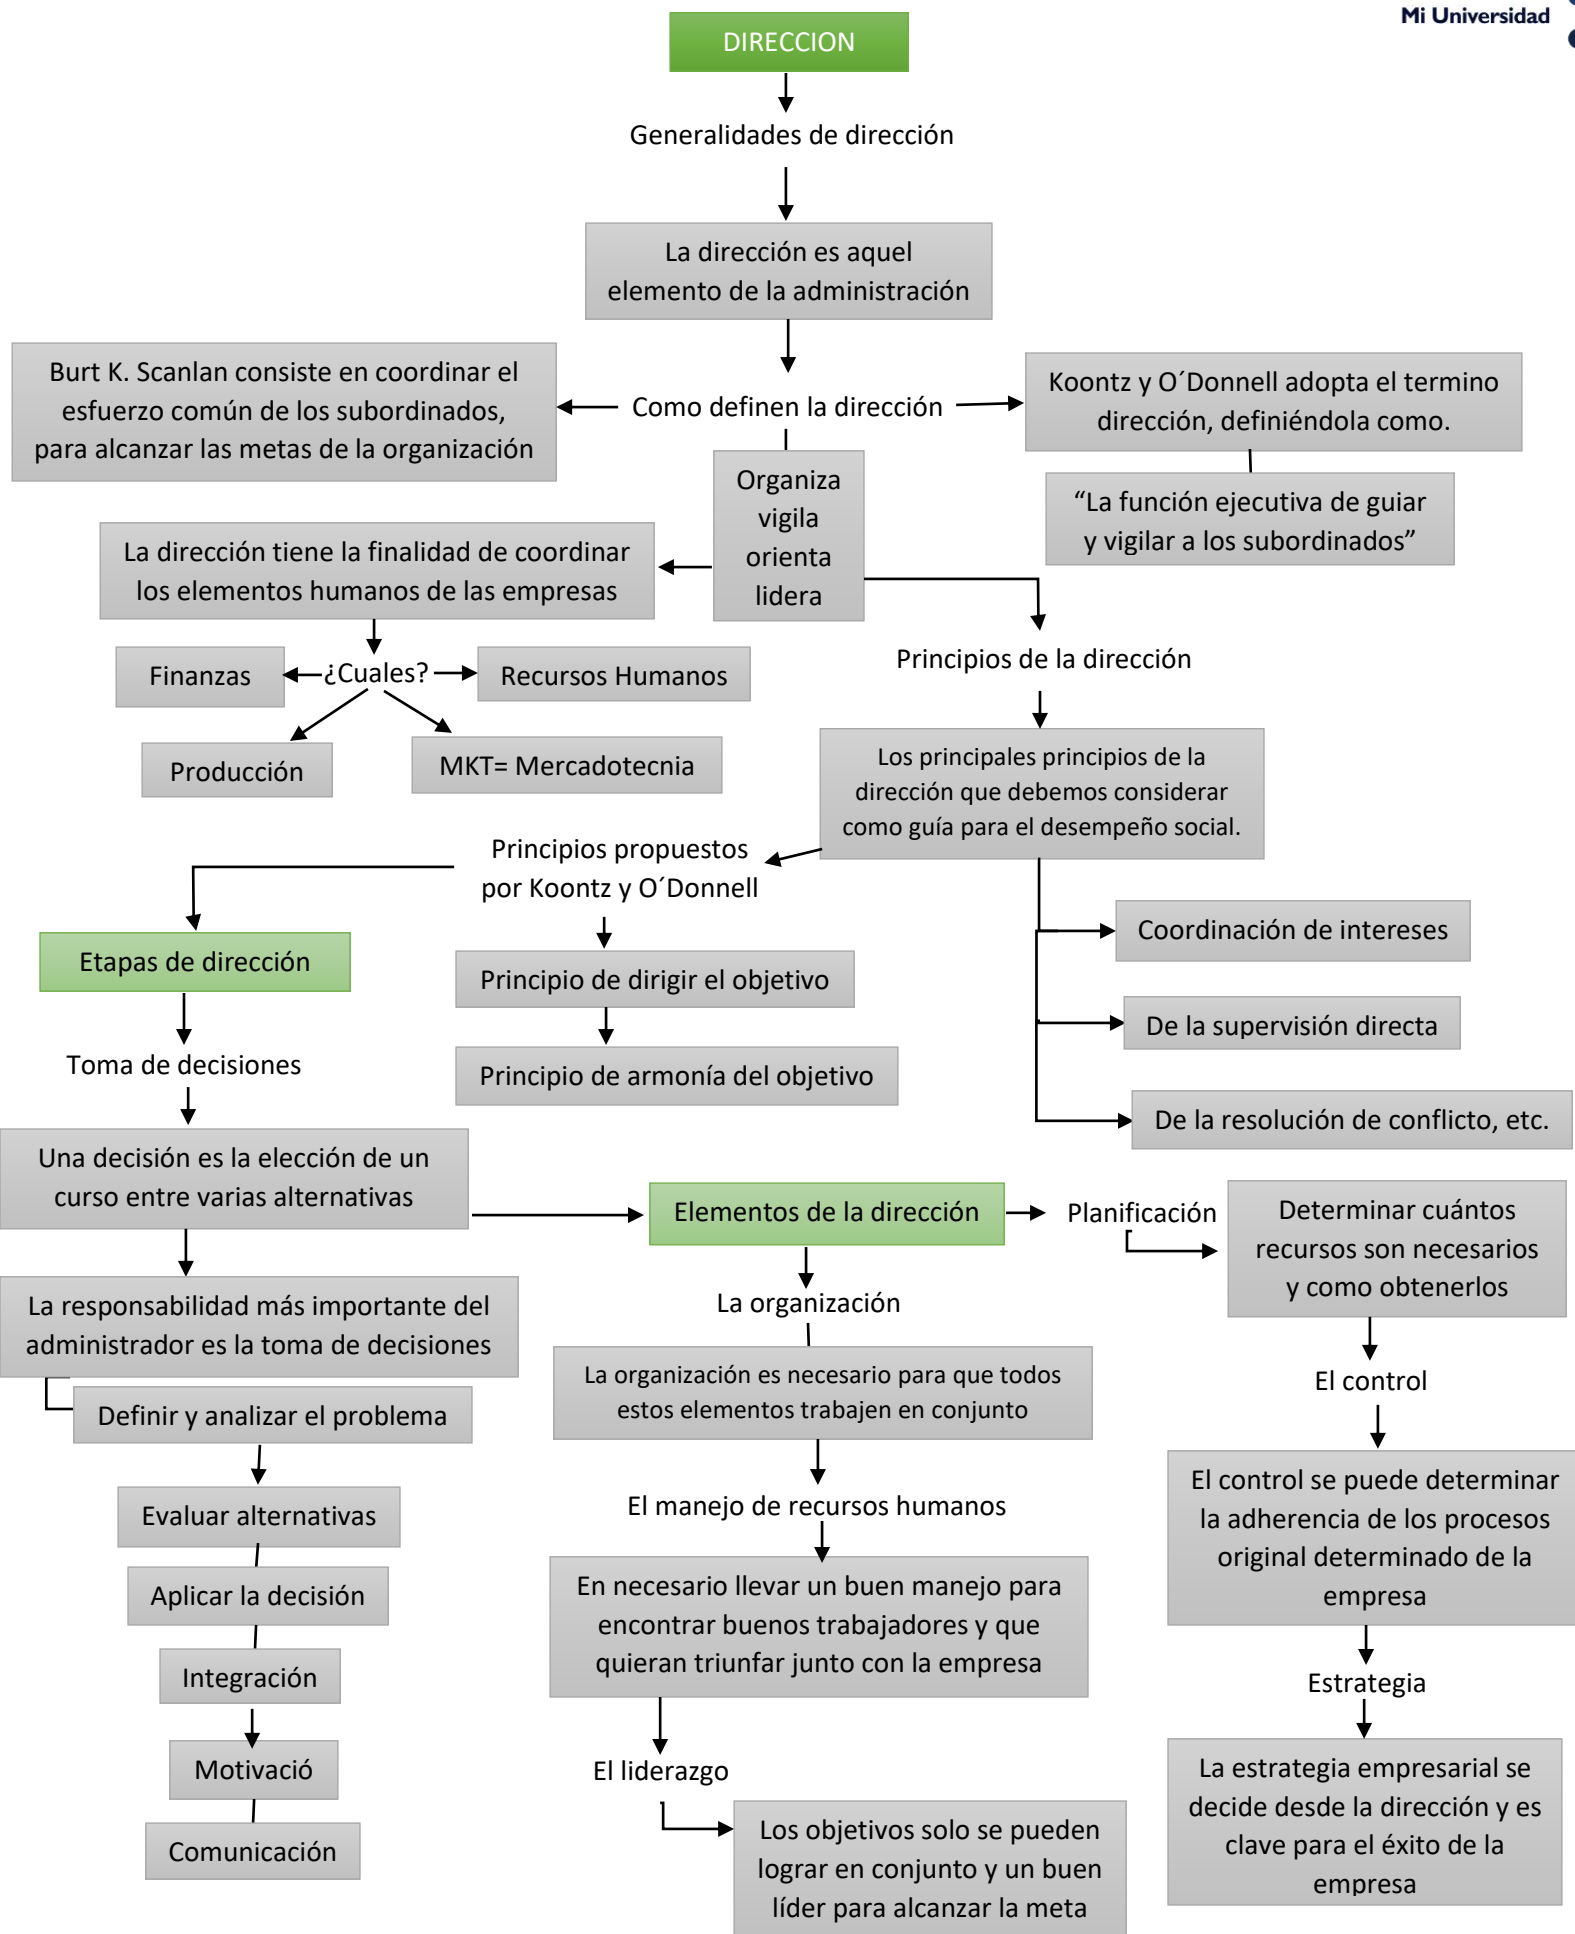 Mi Universidad
DIRECCION
Generalidades de dirección
La dirección es aquel
elemento de la administración
Burt K. Scanlan consiste en coordinar el
esfuerzo común de los subordinados,
para alcanzar las metas de la organización
Como definen la dirección
Koontz y O´Donnell adopta el termino
dirección, definiéndola como.
“La función ejecutiva de guiar
y vigilar a los subordinados”
Organiza
vigila
orienta
lidera
La dirección tiene la finalidad de coordinar
los elementos humanos de las empresas
Finanzas
¿Cuales?
Recursos Humanos
Producción
MKT= Mercadotecnia
Principios de la dirección
Los principales principios de la
dirección que debemos considerar
como guía para el desempeño social.
Principios propuestos
por Koontz y O´Donnell
Principio de dirigir el objetivo
Principio de armonía del objetivo
Coordinación de intereses
De la supervisión directa
De la resolución de conflicto, etc.
Etapas de dirección
Toma de decisiones
Una decisión es la elección de un
curso entre varias alternativas
La responsabilidad más importante del
administrador es la toma de decisiones
Definir y analizar el problema
Evaluar alternativas
Aplicar la decisión
Integración
Motivació
Comunicación
Elementos de la dirección
La organización
La organización es necesario para que todos
estos elementos trabajen en conjunto
El manejo de recursos humanos
En necesario llevar un buen manejo para
encontrar buenos trabajadores y que
quieran triunfar junto con la empresa
El liderazgo
Los objetivos solo se pueden
lograr en conjunto y un buen
líder para alcanzar la meta
Planificación
Determinar cuántos
recursos son necesarios
y como obtenerlos
El control
El control se puede determinar
la adherencia de los procesos
original determinado de la
empresa
Estrategia
La estrategia empresarial se
decide desde la dirección y es
clave para el éxito de la
empresa